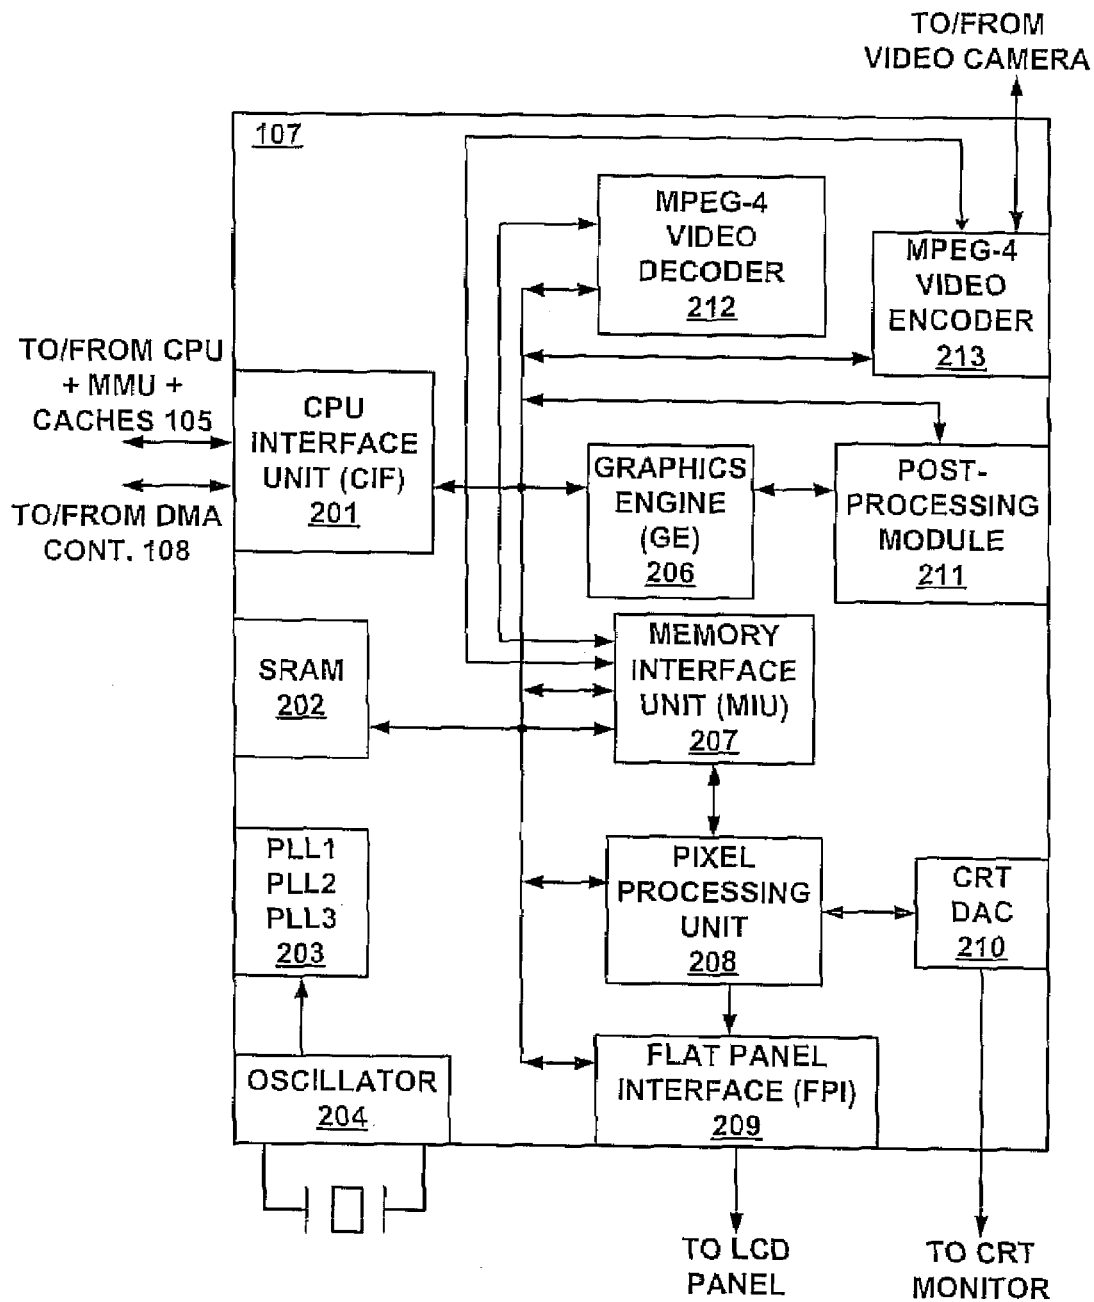 TO/FROM
VIDEO CAMERA
107
MPEG-4
VIDEO
DECODER
212
MPEG-4
VIDEO
ENCODER
213
TO/FROM CPU
+ MMU +
CACHES 105
TO/FROM DMA
CONT. 108
CPU
INTERFACE
UNIT (CIF)
201
GRAPHICS
ENGINE
(GE)
206
POST-
PROCESSING
MODULE
211
SRAM
202
MEMORY
INTERFACE
UNIT (MIU)
207
PLL1
PLL2
PLL3
203
PIXEL
PROCESSING
UNIT
208
CRT
DAC
210
OSCILLATOR
204
FLAT PANEL
INTERFACE (FPI)
209
TO LCD
PANEL
TO CRT
MONITOR